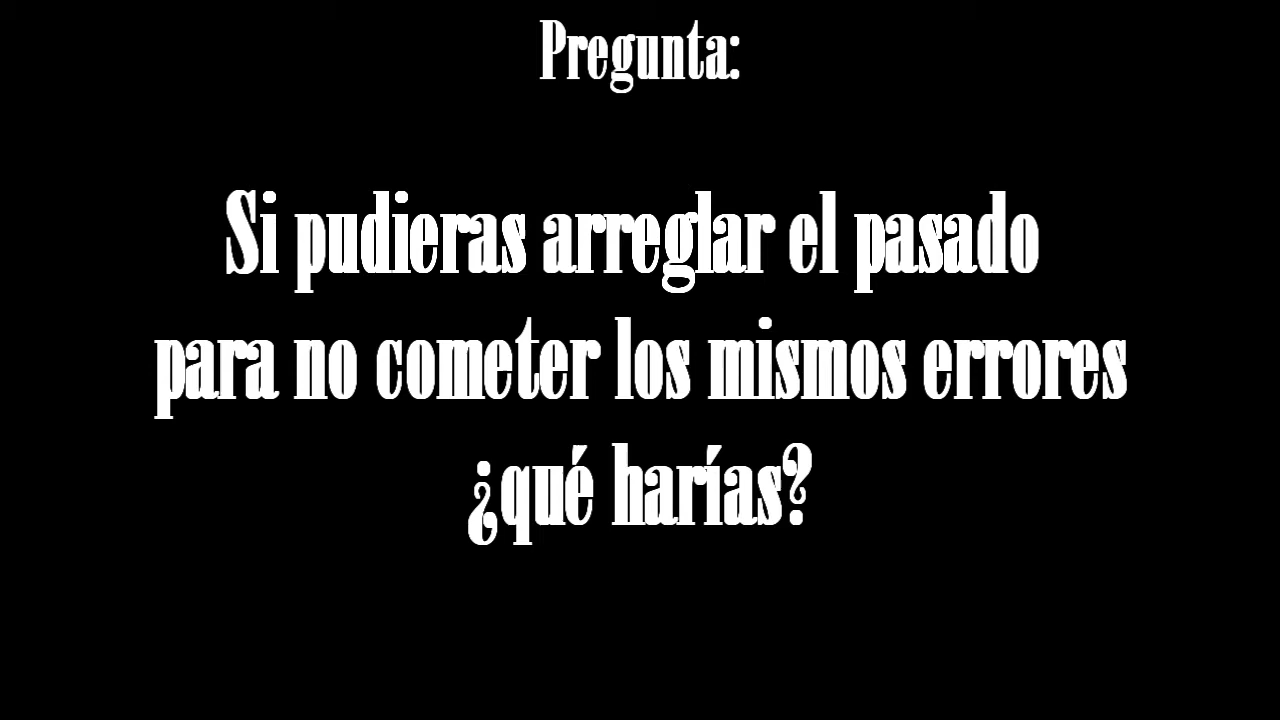 Pregunta:
Si pudieras arreglar el pasado
para no cometer los mismos errores
¿qué harías?